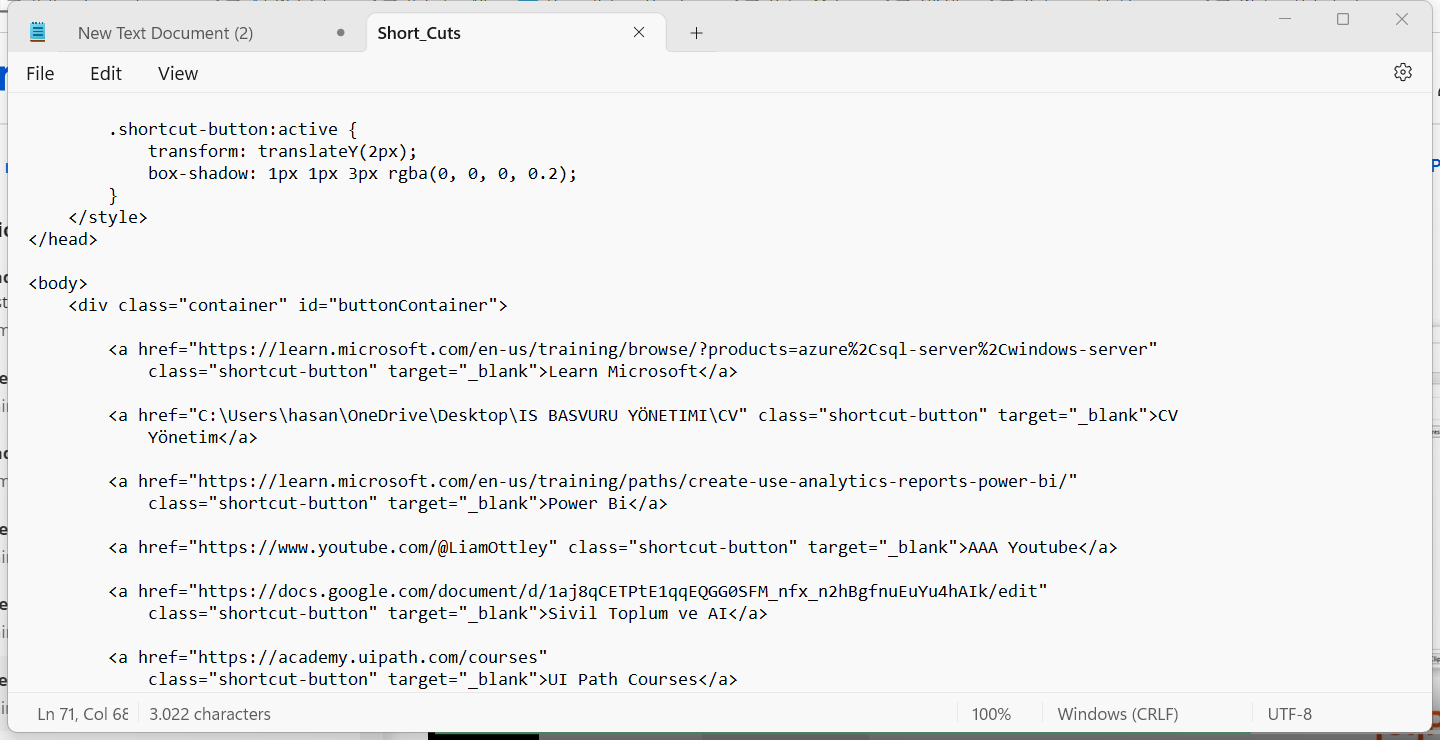 New Text Document (2)
Short_Cuts
File Edit View
.shortcut-button:active {
transform: translateY(2px);
box-shadow: 1px 1px 3px rgba(0, 0, 0, 0.2);
}
</style>
</head>
<body>
<div class="container" id="buttonContainer">
<a href="https://learn.microsoft.com/en-us/training/browse/?products=azure%2Csql-server%2Cwindows-server"
class="shortcut-button" target="_blank">Learn Microsoft</a>
<a href="C:\Users\hasan\OneDrive\Desktop\IS BASVURU YÖNETIMI\CV" class="shortcut-button" target="_blank">CV
Yönetim</a>
<a href="https://learn.microsoft.com/en-us/training/paths/create-use-analytics-reports-power-bi/"
class="shortcut-button" target="_blank">Power Bi</a>
<a href="https://www.youtube.com/@LiamOttley" class="shortcut-button" target="_blank">AAA Youtube</a>
<a href="https://docs.google.com/document/d/1aj8qCETPtE1qqEQGG0SFM_nfx_n2hBgfnuEuYu4hAIk/edit"
class="shortcut-button" target="_blank">Sivil Toplum ve AI</a>
<a href="https://academy.uipath.com/courses"
class="shortcut-button" target="_blank">UI Path Courses</a>
Ln 71, Col 68 3.022 characters 100% Windows (CRLF) UTF-8